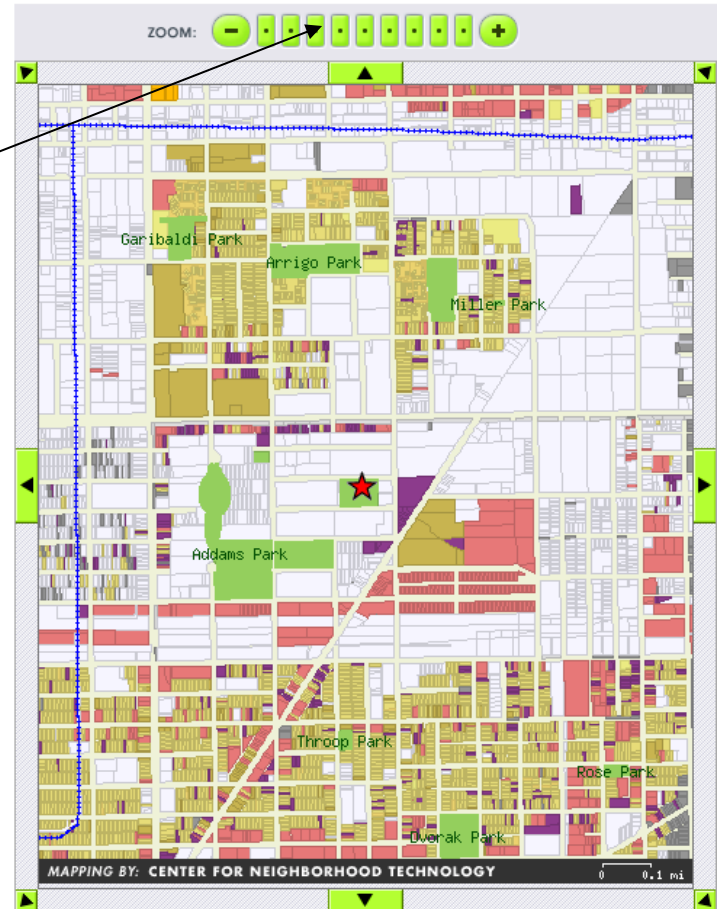 ZOOM:
Garibaldi Park
Arrigo Park
Miller Park
Addams Park
Throop Park
Rose Park
Dvorak Park
MAPPING BY: CENTER FOR NEIGHBORHOOD TECHNOLOGY
0 0.1 mi